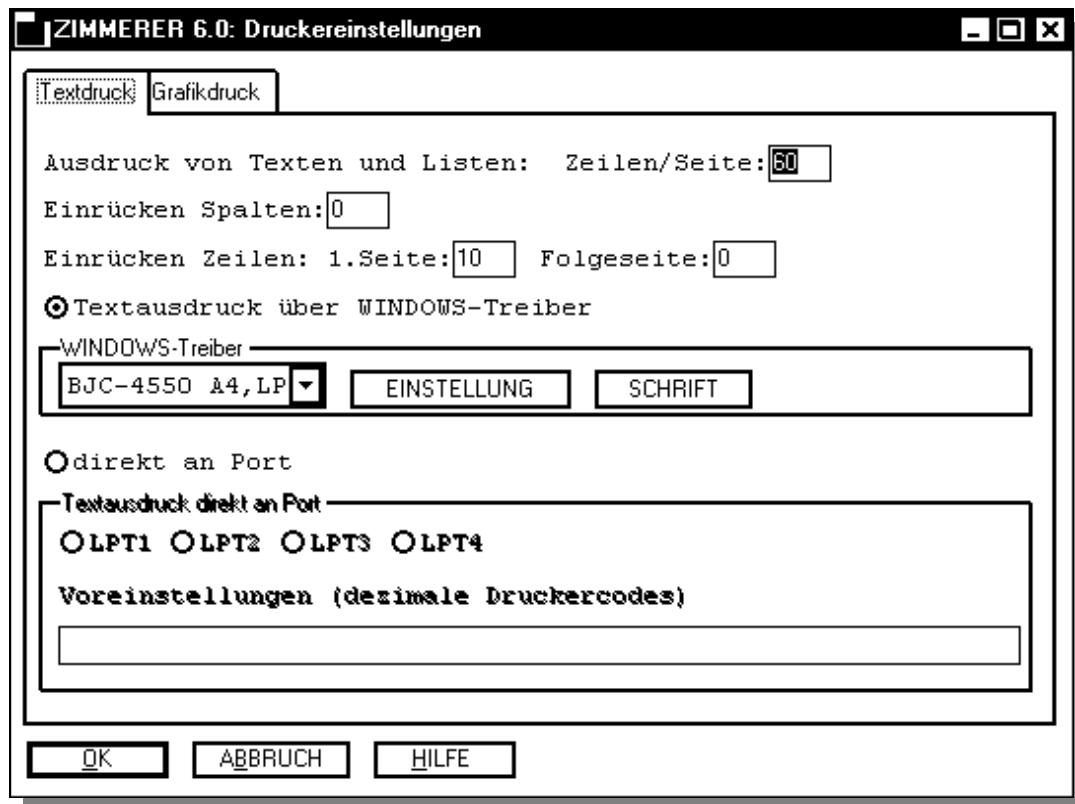 ZIMMERER 6.0: Druckereinstellungen
Textdruck Grafikdruck
Ausdruck von Texten und Listen: Zeilen/Seite: 60
Einrücken Spalten: 0
Einrücken Zeilen: 1.Seite: 10 Folgeseite: 0
Textausdruck über WINDOWS-Treiber
WINDOWS-Treiber
BJC-4550 A4,LP EINSTELLUNG SCHRIFT
direkt an Port
Textausdruck direkt an Port
LPT1 LPT2 LPT3 LPT4
Voreinstellungen (dezimale Druckercodes)
OK ABBRUCH HILFE